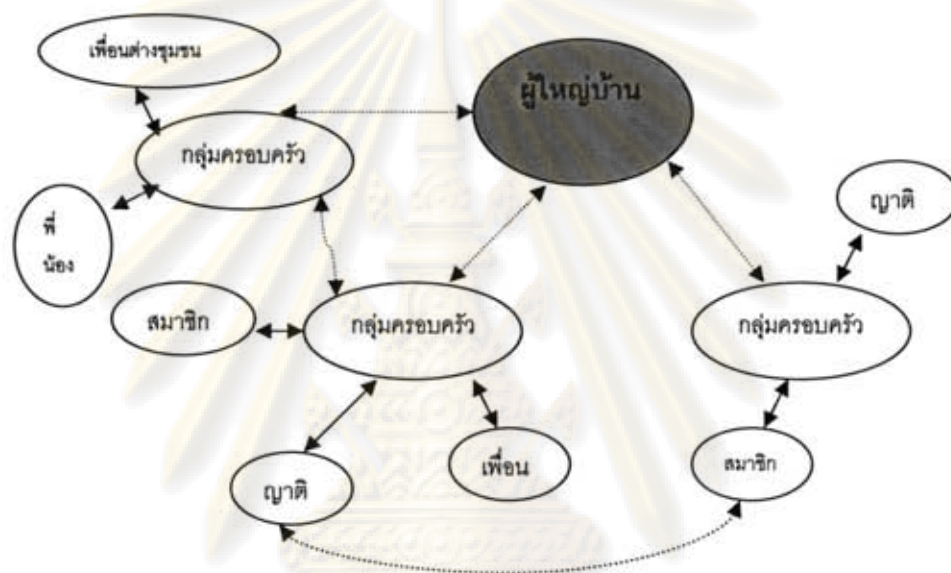 เพื่อนต่างชุมชน
ผู้ใหญ่บ้าน
กลุ่มครอบครัว
ญาติ
พี่
น้อง
สมาชิก
กลุ่มครอบครัว
กลุ่มครอบครัว
ญาติ
เพื่อน
สมาชิก